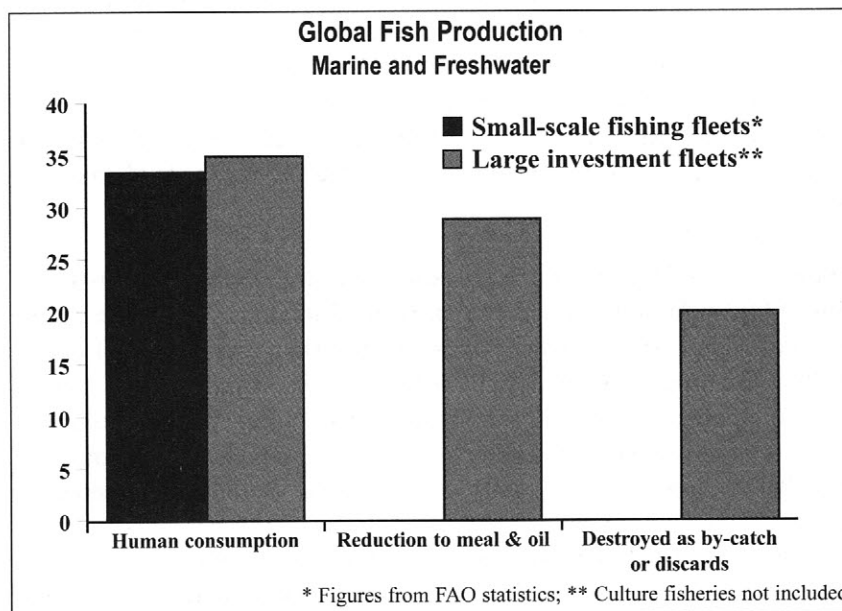 Global Fish Production
Marine and Freshwater
40
35
30
25
20
15
10
5
0
Small-scale fishing fleets*
Large investment fleets**
Human consumption
Reduction to meal & oil
Destroyed as by-catch
or discards
* Figures from FAO statistics; ** Culture fisheries not included